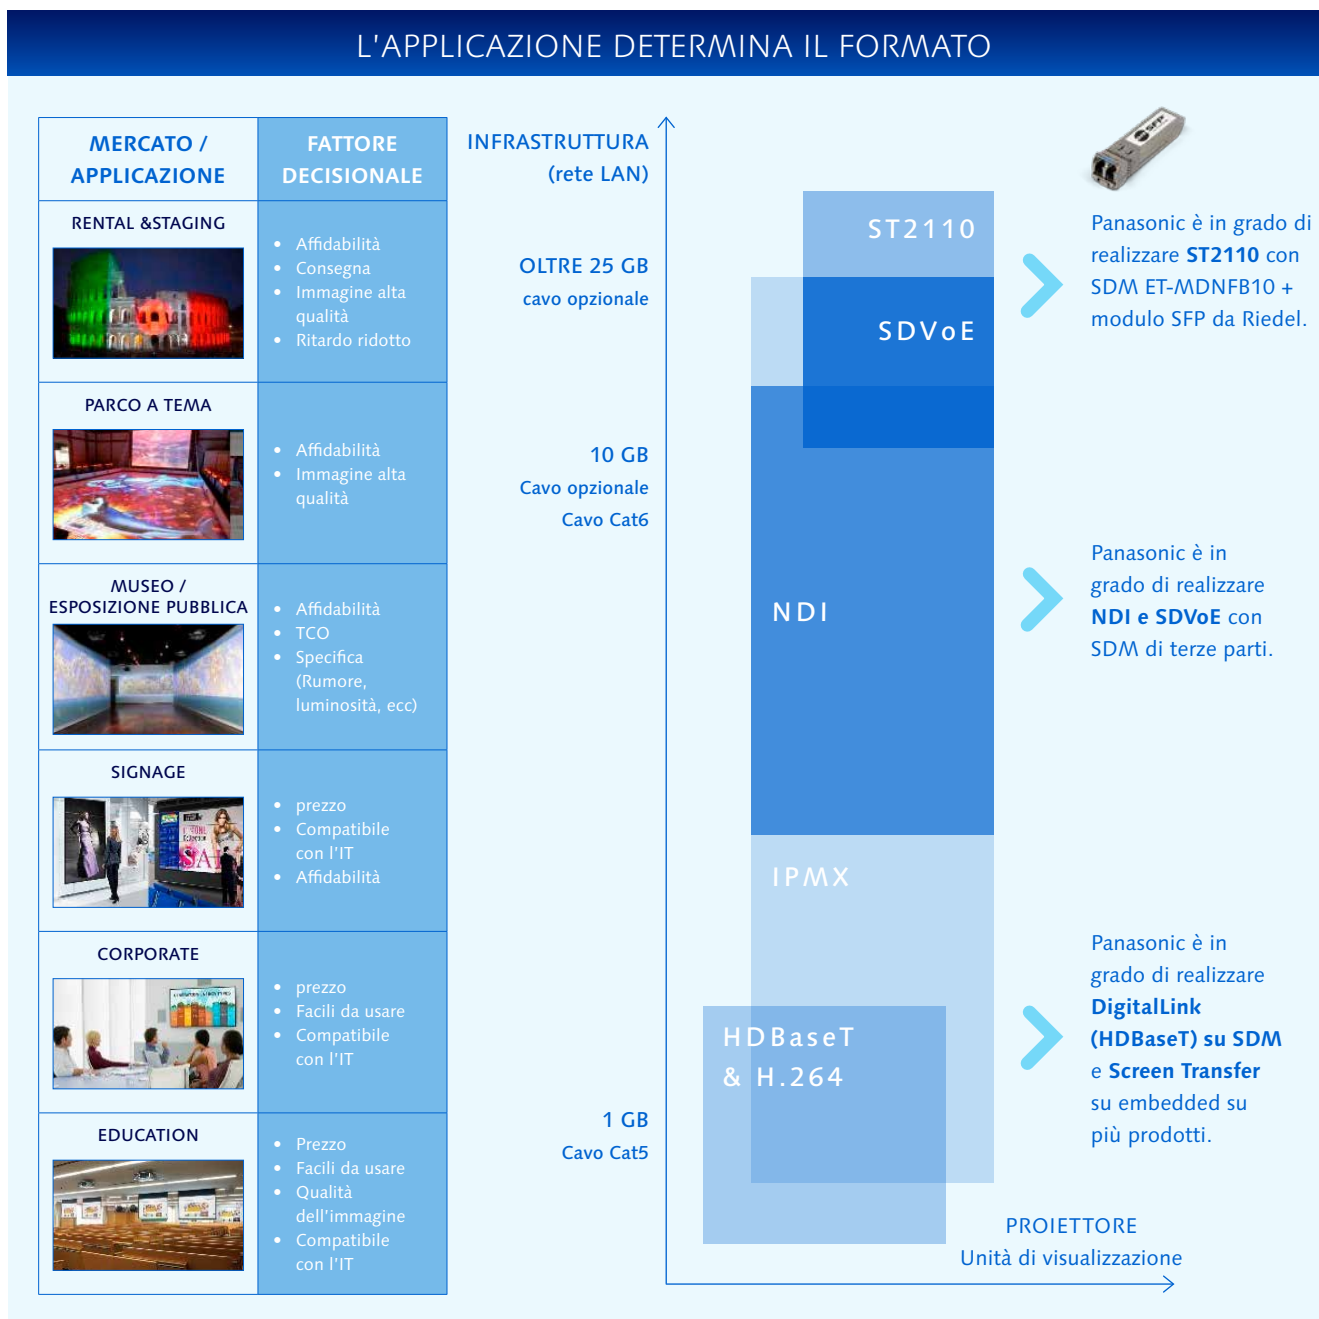 L'APPLICAZIONE DETERMINA IL FORMATO
MERCATO /
APPLICAZIONE
FATTORE
DECISIONALE
RENTAL &STAGING
• Affidabilità
• Consegna
• Immagine alta
qualità
• Ritardo ridotto
PARCO A TEMA
• Affidabilità
• Immagine alta
qualità
MUSEO /
ESPOSIZIONE PUBBLICA
• Affidabilità
• TCO
• Specifica
(Rumore,
luminosità, ecc)
SIGNAGE
• prezzo
• Compatibile
con l'IT
• Affidabilità
CORPORATE
• prezzo
• Facili da usare
• Compatibile
con l'IT
EDUCATION
• Prezzo
• Facili da usare
• Qualità
dell'immagine
• Compatibile
con l'IT
INFRASTRUTTURA
(rete LAN)
OLTRE 25 GB
cavo opzionale
10 GB
Cavo opzionale
Cavo Cat6
1 GB
Cavo Cat5
ST2110
SDVoE
NDI
IPMX
HDBaseT
& H.264
PROIETTORE
Unità di visualizzazione
SFP
Panasonic è in grado di
realizzare ST2110 con
SDM ET-MDNFB10 +
modulo SFP da Riedel.
Panasonic è in
grado di realizzare
NDI e SDVoE con
SDM di terze parti.
Panasonic è in
grado di realizzare
DigitalLink
(HDBaseT) su SDM
e Screen Transfer
su embedded su
più prodotti.